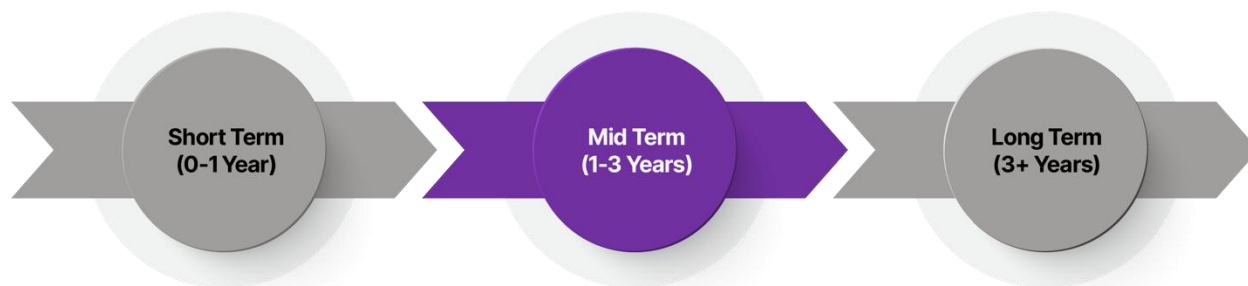 Short Term
(0-1 Year)
Mid Term
(1-3 Years)
Long Term
(3+ Years)